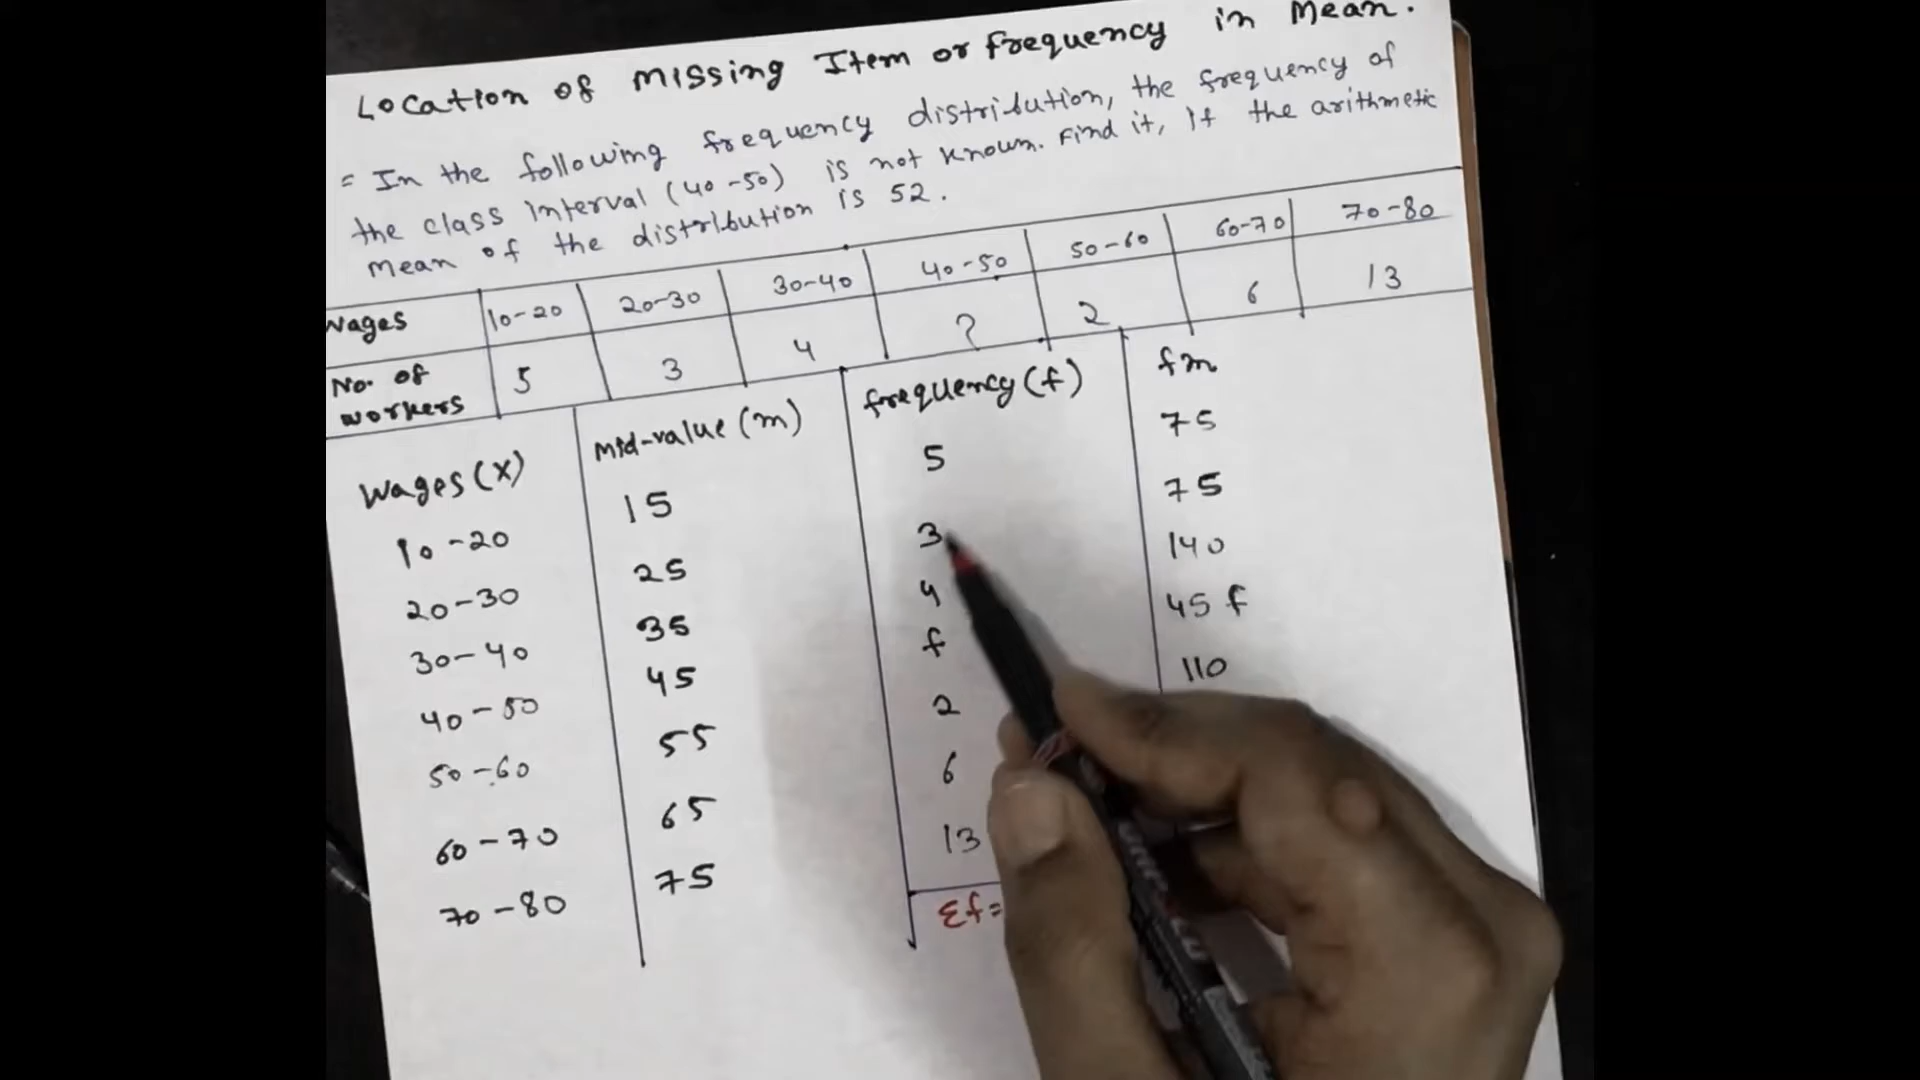 Location of Missing Item or frequency in Mean.
= In the following frequency distribution, the frequency of
the class interval (40-50) is not known. Find it, If the arithmetic
Mean of the distribution is 52.
Wages 10-20 20-30 30-40 40-50 50-60 60-70 70-80
No. of workers 5 3 4 ? 2 6 13
Wages (X) Mid-value (m) frequency (f) fm
10-20 15 5 75
20-30 25 3 75
30-40 35 4 140
40-50 45 f 45 f
50-60 55 2 110
60-70 65 6
70-80 75 13
Σf=